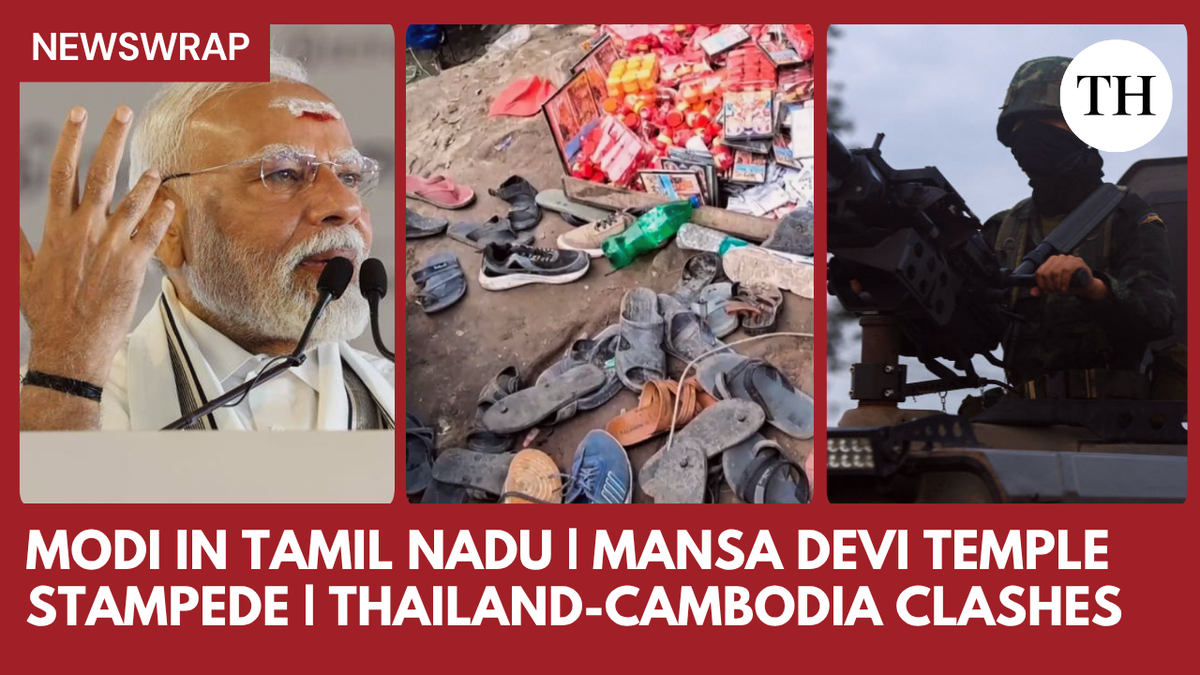 NEWSWRAP
TH
MODI IN TAMIL NADU | MANSA DEVI TEMPLE
STAMPEDE | THAILAND-CAMBODIA CLASHES